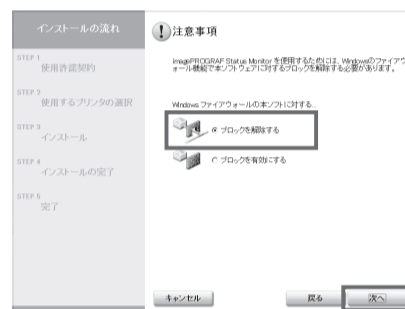 インストールの流れ
STEP 1
使用許諾契約
STEP 2
使用するプリンタの選択
STEP 3
インストール
STEP 4
インストールの完了
STEP 5
完了
注意事項
imagePROGRAF Status Monitor を使用するためには、Windowsのファイアウ
ォール機能で本ソフトウェアに対するブロックを解除する必要があります。
Windows ファイアウォールの本ソフトに対する...
ブロックを解除する
ブロックを有効にする
キャンセル
戻る
次へ